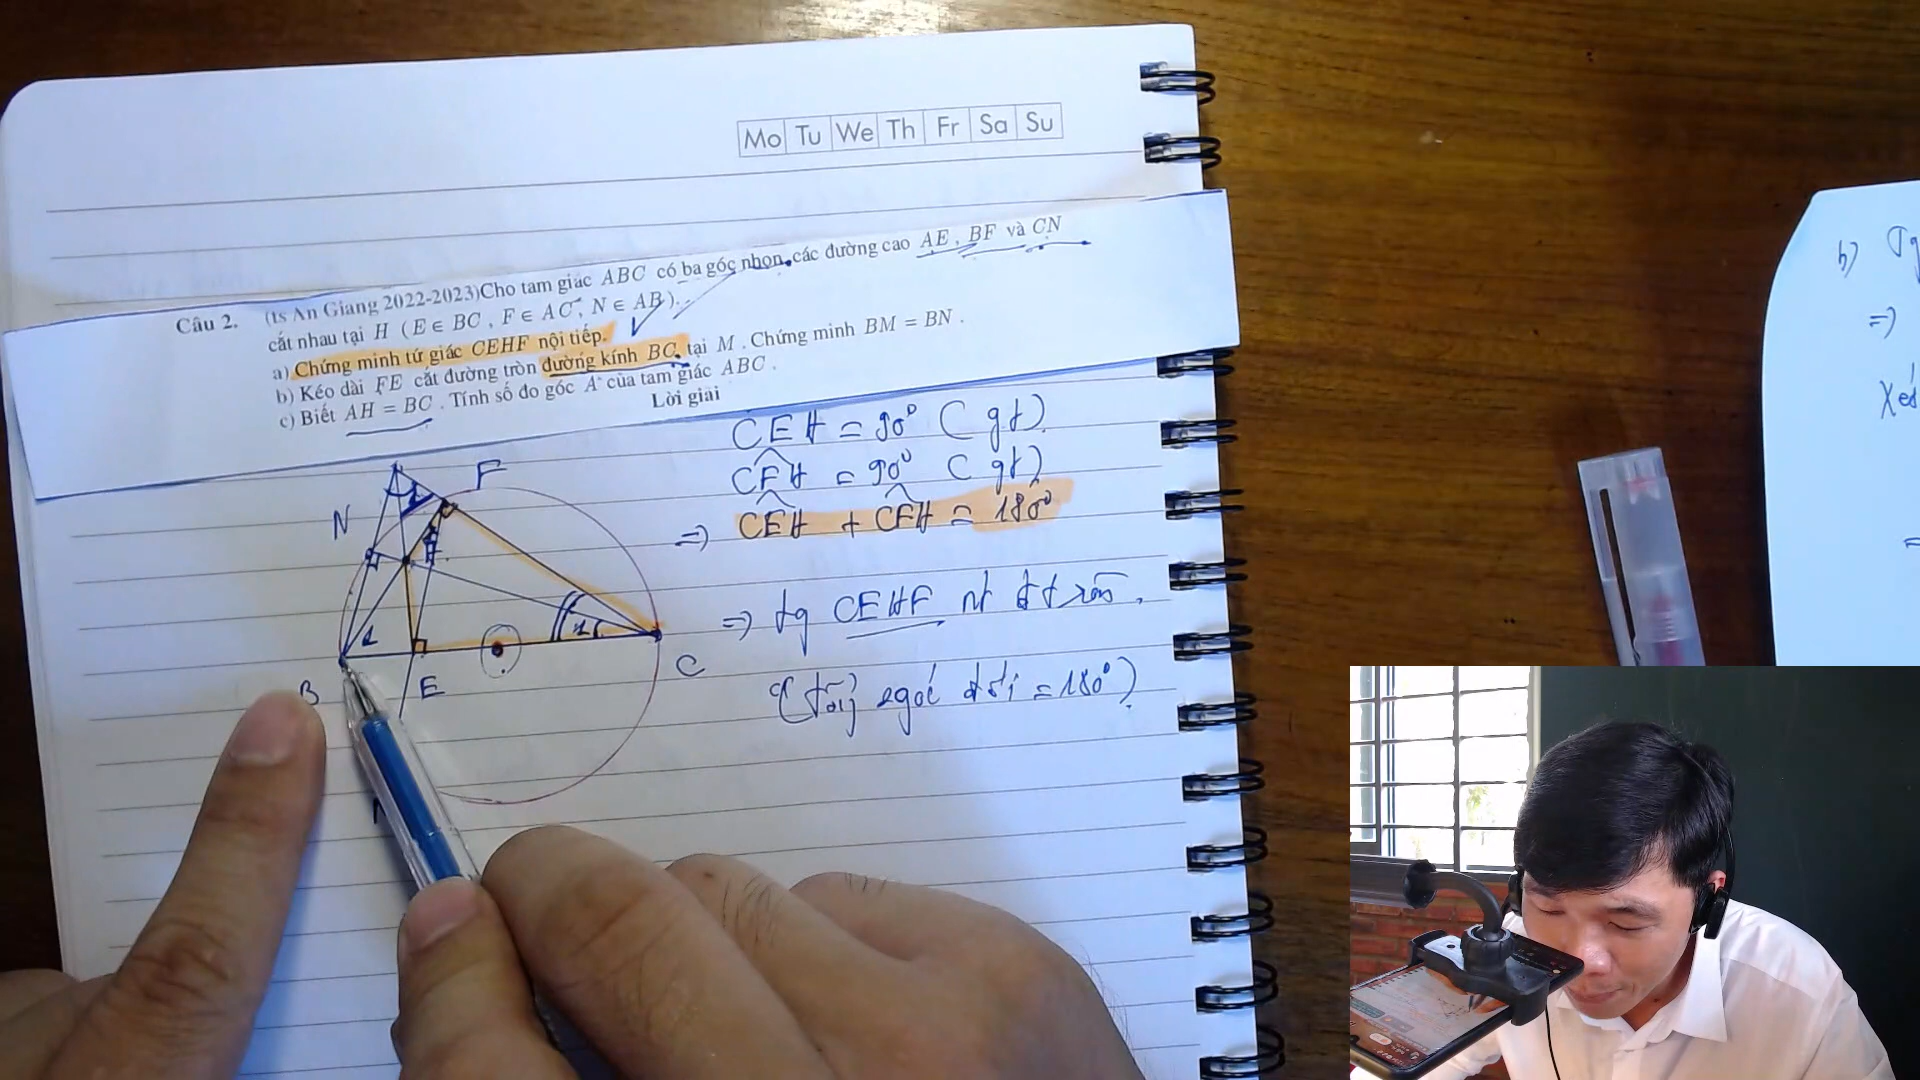 Mo Tu We Th Fr Sa Su
Câu 2. (ts An Giang 2022-2023)Cho tam giác ABC có ba góc nhọn, các đường cao AE, BF và CN
cắt nhau tại H (E ∈ BC, F ∈ AC, N ∈ AB).
a) Chứng minh tứ giác CEHF nội tiếp.
b) Kéo dài FE cắt đường tròn đường kính BC tại M. Chứng minh BM = BN.
c) Biết AH = BC. Tính số đo góc A của tam giác ABC.
Lời giải
CEH = 90° (gt)
CFH = 90° (gt)
=> CEH + CFH = 180°
=> tg CEHF nt
góc đối = 180°)
F
N
H
1
1
B
E
C
b)
=>
Xét